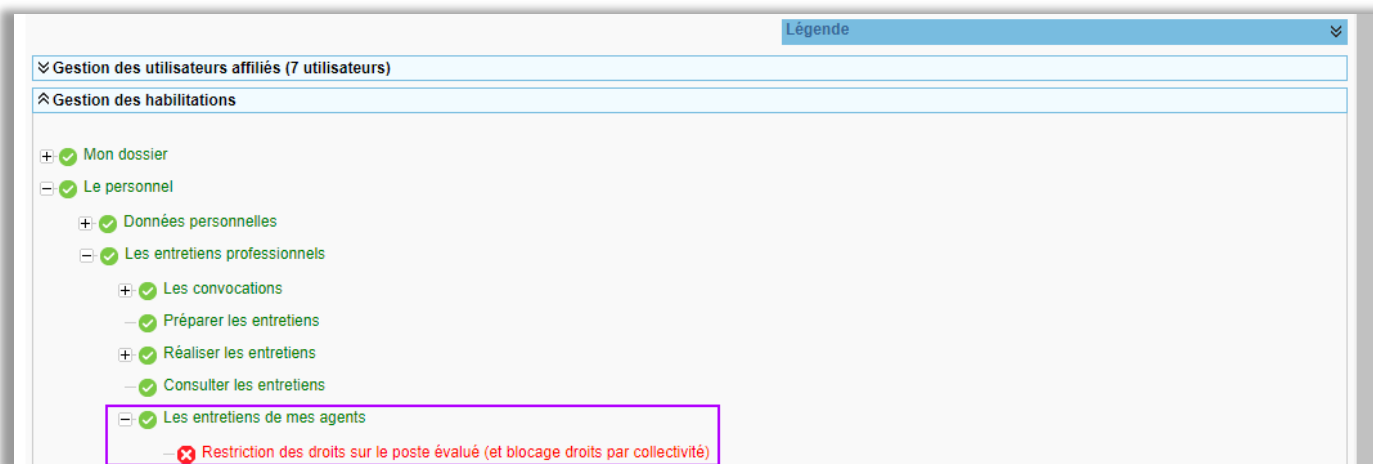 Légende
Gestion des utilisateurs affiliés (7 utilisateurs)
Gestion des habilitations
Mon dossier
Le personnel
Données personnelles
Les entretiens professionnels
Les convocations
Préparer les entretiens
Réaliser les entretiens
Consulter les entretiens
Les entretiens de mes agents
Restriction des droits sur le poste évalué (et blocage droits par collectivité)